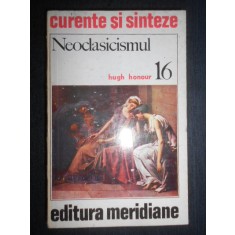 curente și sinteze
Neoclasicismul
hugh honour 16
editura meridiane